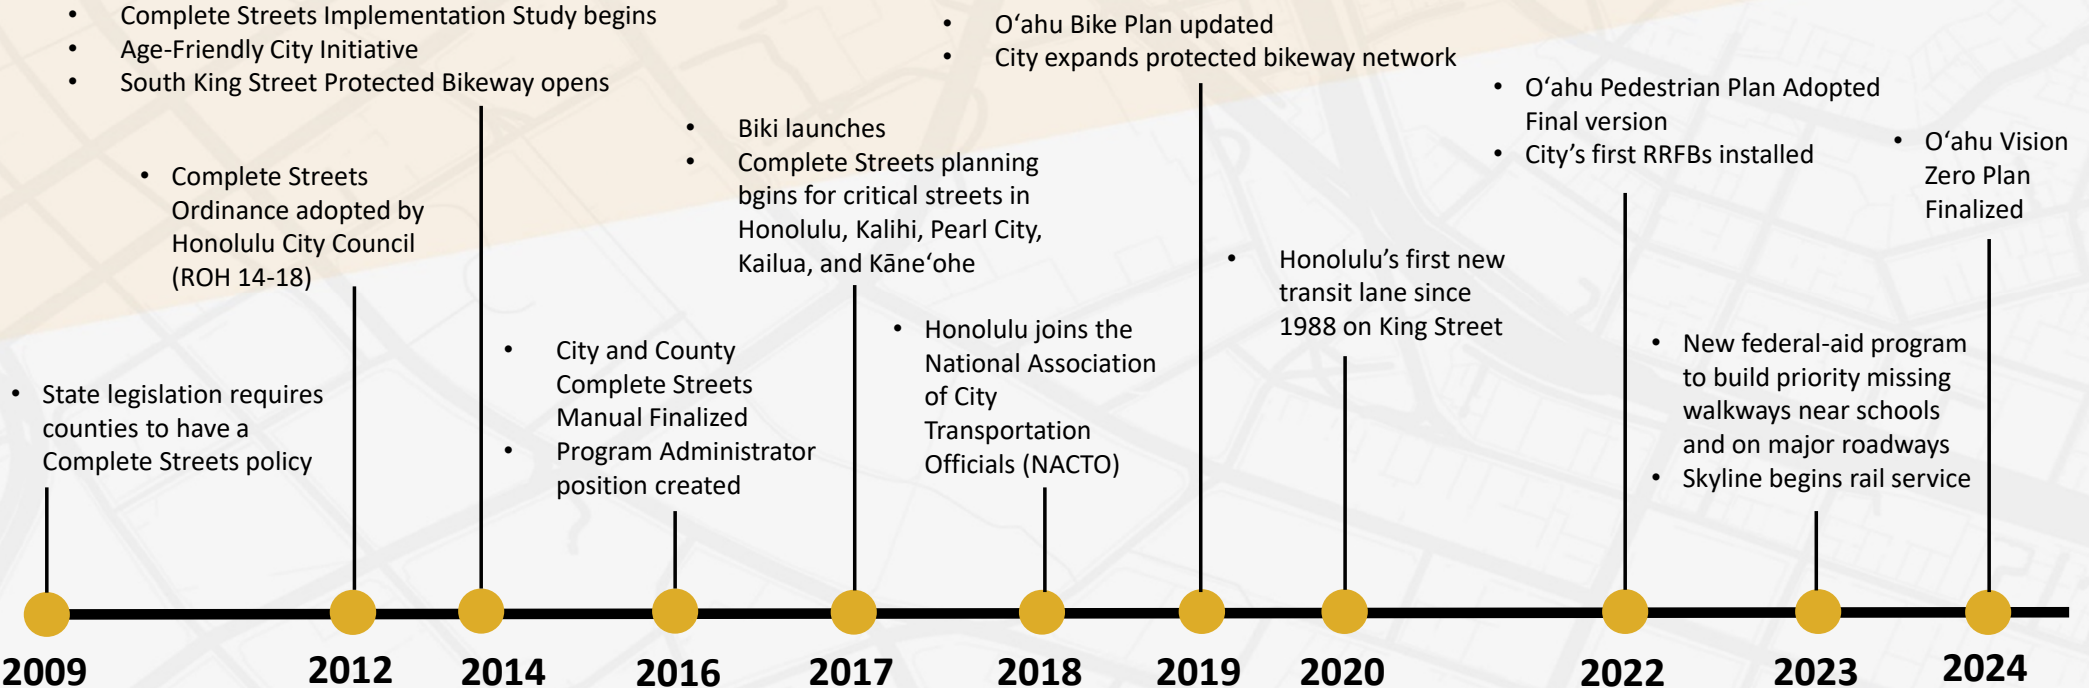 • Complete Streets Implementation Study begins
• Age-Friendly City Initiative
• South King Street Protected Bikeway opens
• Oʻahu Bike Plan updated
• City expands protected bikeway network
• Oʻahu Pedestrian Plan Adopted
Final version
• City’s first RRFBs installed
• Oʻahu Vision
Zero Plan
Finalized
• Biki launches
• Complete Streets planning
bgins for critical streets in
Honolulu, Kalihi, Pearl City,
Kailua, and Kāneʻohe
• Complete Streets
Ordinance adopted by
Honolulu City Council
(ROH 14-18)
• Honolulu’s first new
transit lane since
1988 on King Street
• State legislation requires
counties to have a
Complete Streets policy
• City and County
Complete Streets
Manual Finalized
• Program Administrator
position created
• Honolulu joins the
National Association
of City
Transportation
Officials (NACTO)
• New federal-aid program
to build priority missing
walkways near schools
and on major roadways
• Skyline begins rail service
2009
2012
2014
2016
2017
2018
2019
2020
2022
2023
2024